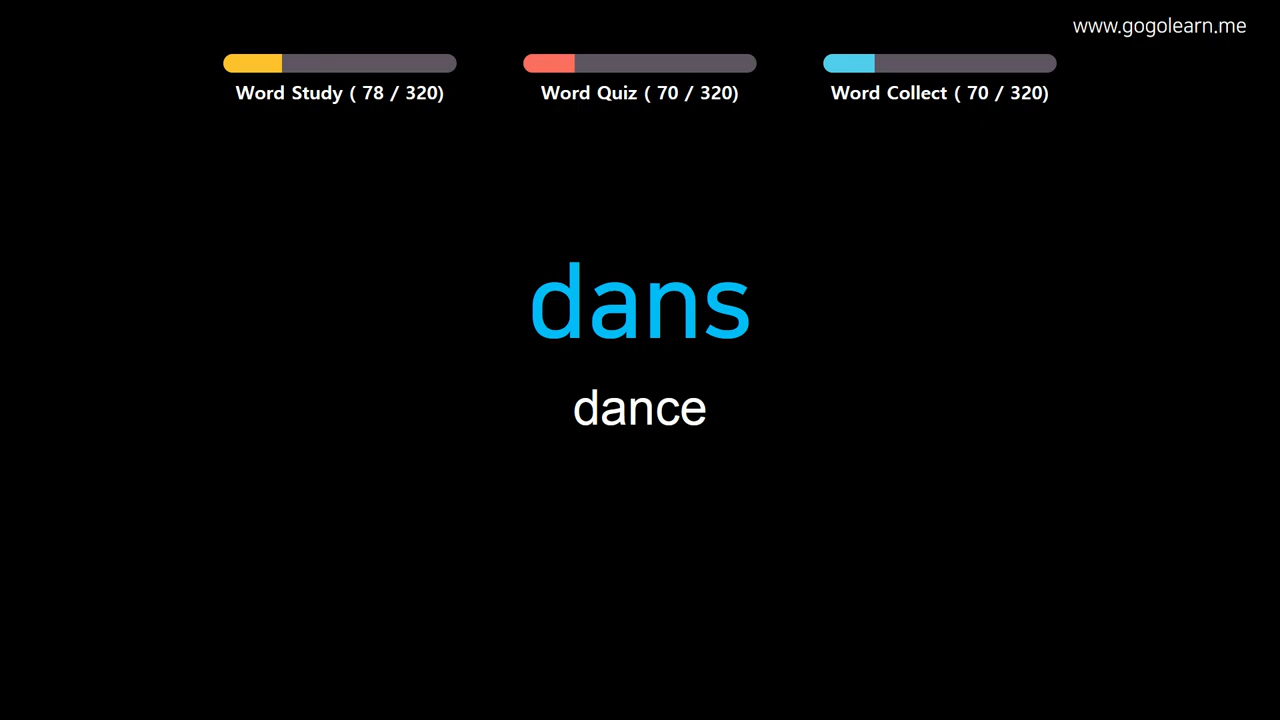 www.gogolearn.me
Word Study ( 78 / 320)
Word Quiz ( 70 / 320)
Word Collect ( 70 / 320)
dans
dance